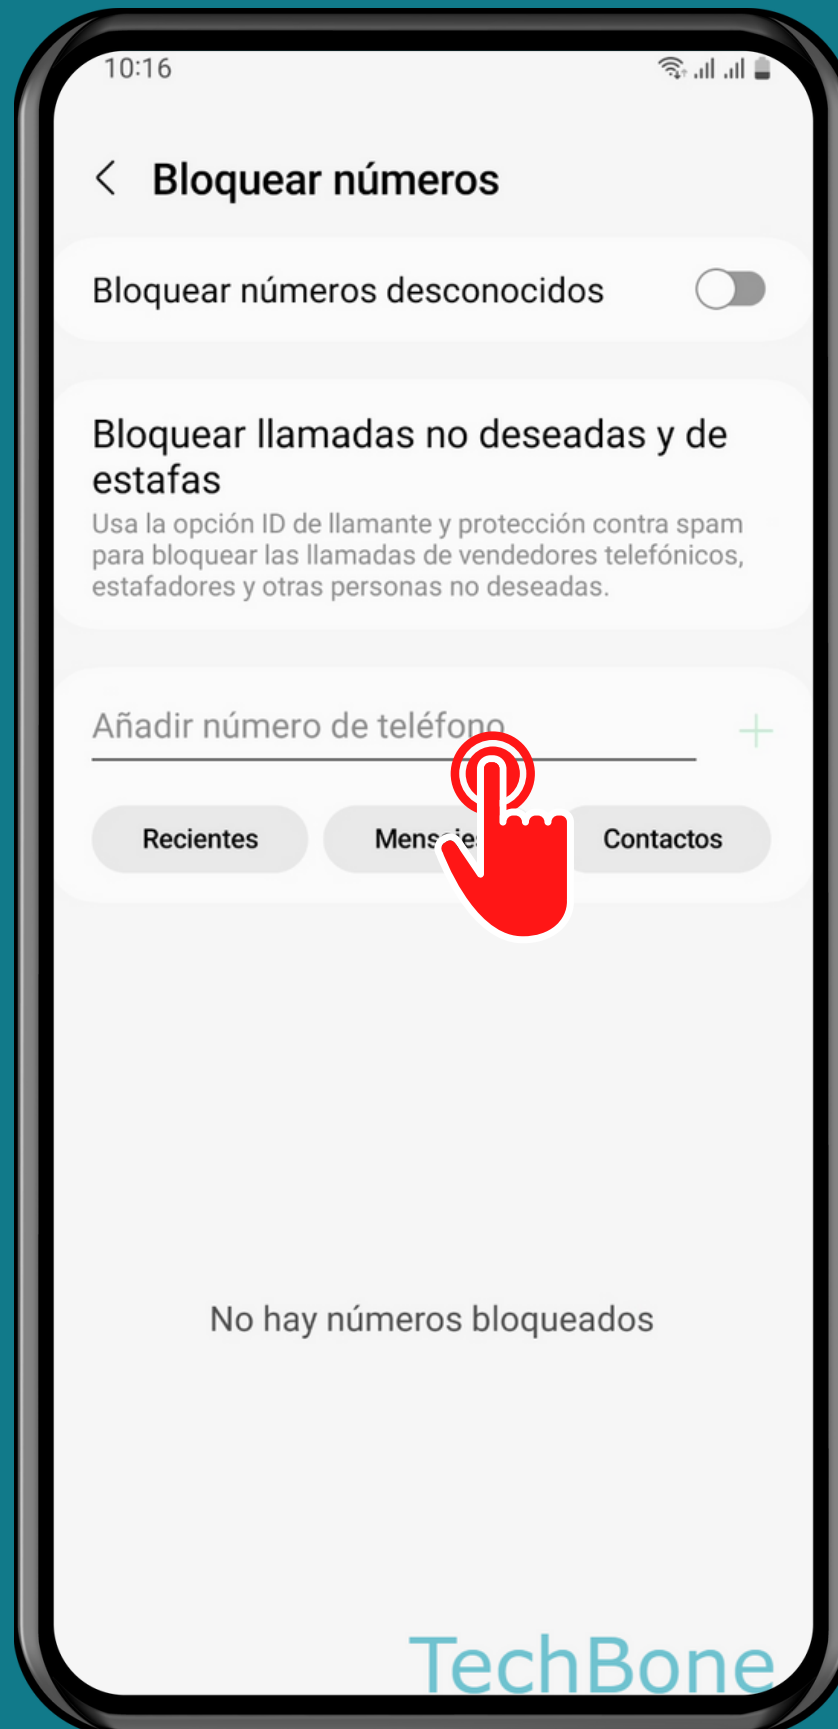 10:16
Bloquear números
Bloquear números desconocidos
Bloquear llamadas no deseadas y de
estafas
Usa la opción ID de llamante y protección contra spam
para bloquear las llamadas de vendedores telefónicos,
estafadores y otras personas no deseadas.
Añadir número de teléfono
Recientes Mensajes Contactos
No hay números bloqueados
TechBone